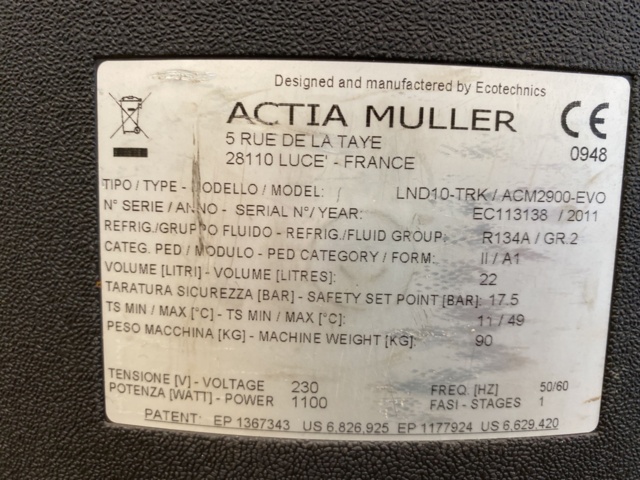 Designed and manufactured by Ecotechnics
ACTIA MULLER
5 RUE DE LA TAYE
28110 LUCE' - FRANCE
CE
0948
TIPO / TYPE - MODELLO / MODEL: LND10-TRK / ACM2900-EVO
N° SERIE / ANNO - SERIAL N°/ YEAR: EC113138 / 2011
REFRIG./GRUPPO FLUIDO - REFRIG./FLUID GROUP: R134A / GR.2
CATEG. PED / MODULO - PED CATEGORY / FORM: II / A1
VOLUME [LITRI] - VOLUME [LITRES]: 22
TARATURA SICUREZZA [BAR] - SAFETY SET POINT [BAR]: 17.5
TS MIN / MAX [°C] - TS MIN / MAX [°C]: 11 / 49
PESO MACCHINA [KG] - MACHINE WEIGHT [KG]: 90
TENSIONE [V] - VOLTAGE 230 FREQ. [HZ] 50/60
POTENZA [WATT] - POWER 1100 FASI - STAGES 1
PATENT: EP 1367343 US 6,826,925 EP 1177924 US 6,629,420